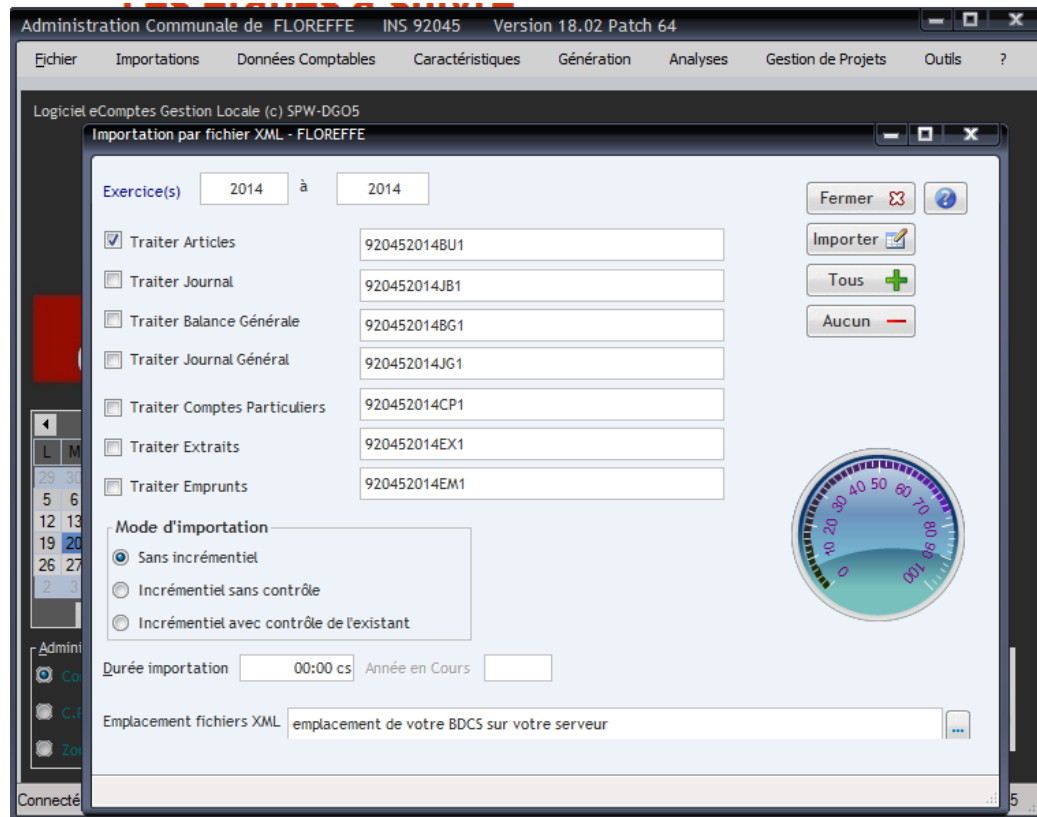 Les Etapes à Suivre
Administration Communale de FLOREFFE INS 92045 Version 18.02 Patch 64
Fichier Importations Données Comptables Caractéristiques Génération Analyses Gestion de Projets Outils ?
Logiciel eComptes Gestion Locale (c) SPW-DGO5
Importation par fichier XML - FLOREFFE
Exercice(s) 2014 à 2014
Fermer
Traiter Articles 920452014BU1
Importer
Traiter Journal 920452014JB1
Tous
Traiter Balance Générale 920452014BG1
Aucun
Traiter Journal Général 920452014JG1
Traiter Comptes Particuliers 920452014CP1
Traiter Extraits 920452014EX1
Traiter Emprunts 920452014EM1
0 10 20 30 40 50 60 70 80 90 100
L M
29 30
5 6
12 13
19 20
26 27
2 3
Mode d'importation
Sans incrémentiel
Incrémentiel sans contrôle
Incrémentiel avec contrôle de l'existant
Admini
Co
C.P
Zo
Durée importation 00:00 cs Année en Cours
Emplacement fichiers XML emplacement de votre BDCS sur votre serveur ...
Connecté 5